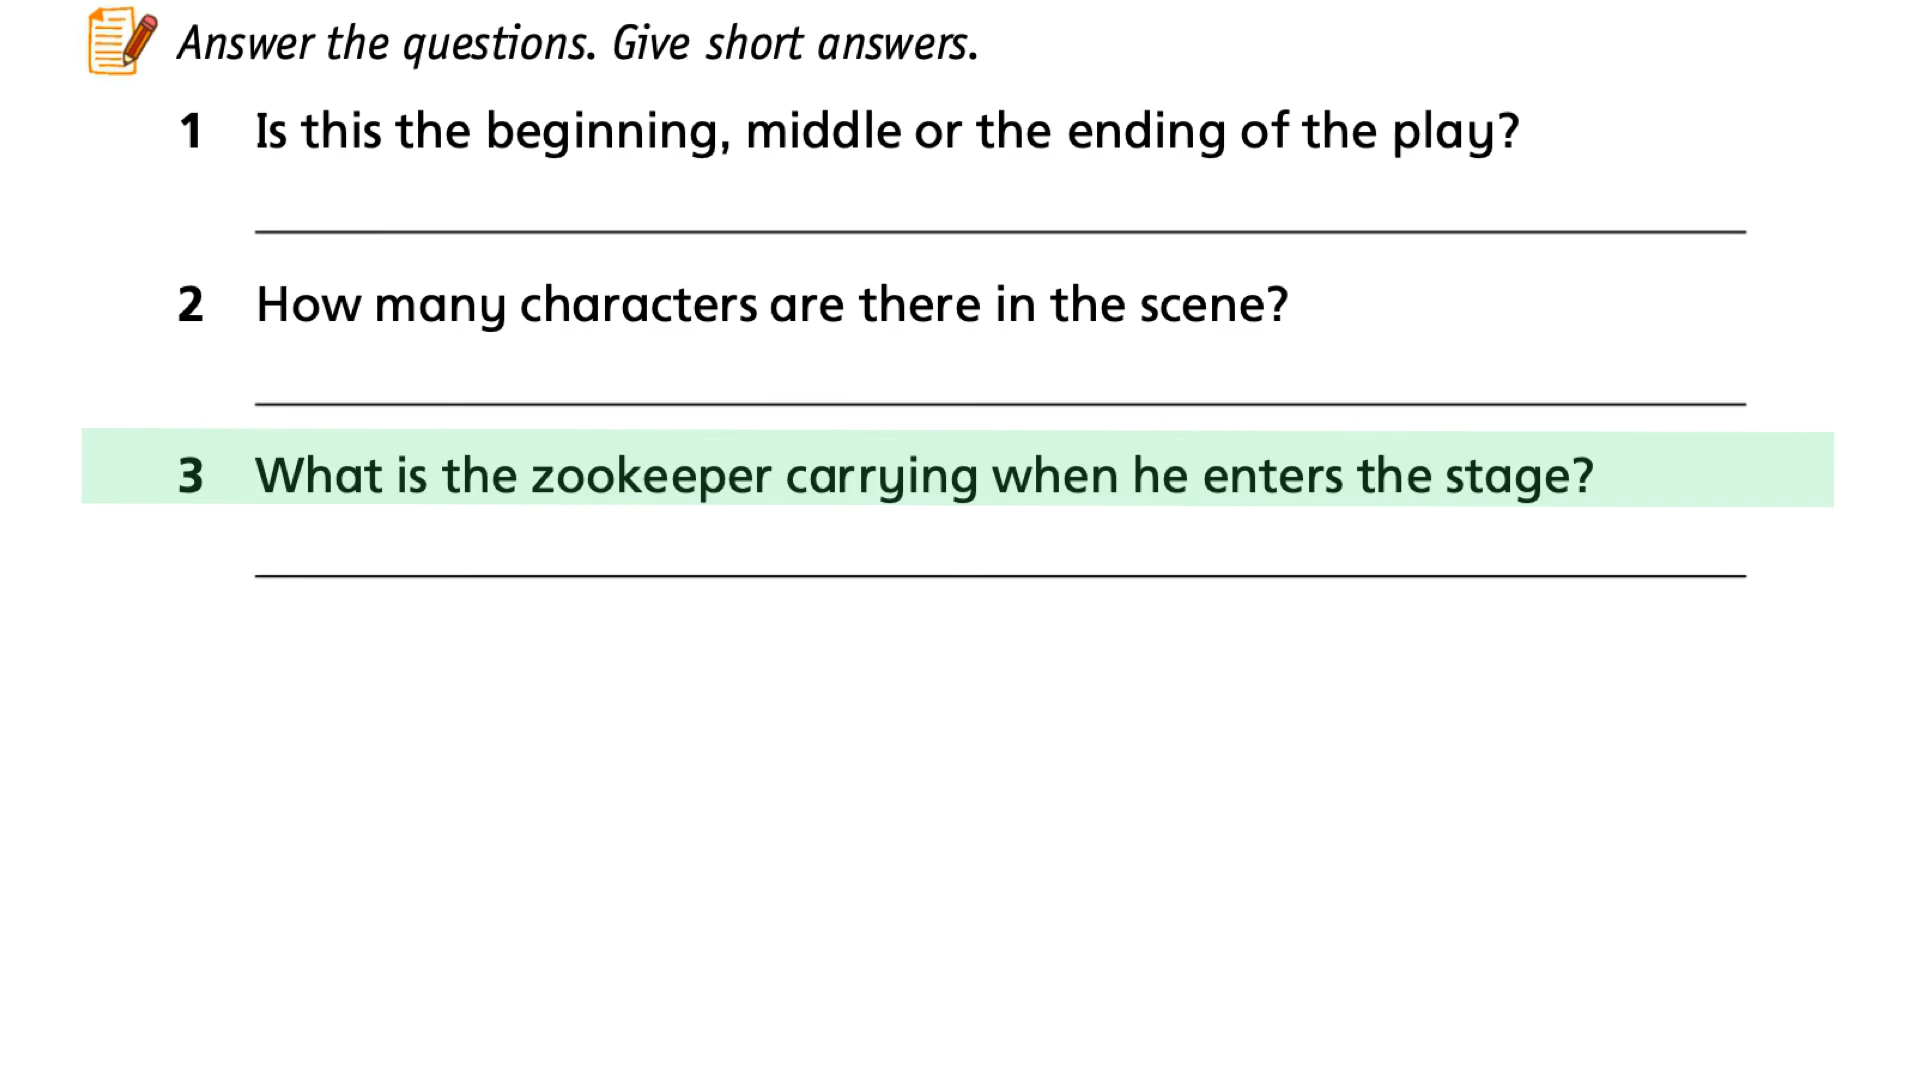 Answer the questions. Give short answers.
1 Is this the beginning, middle or the ending of the play?
2 How many characters are there in the scene?
3 What is the zookeeper carrying when he enters the stage?